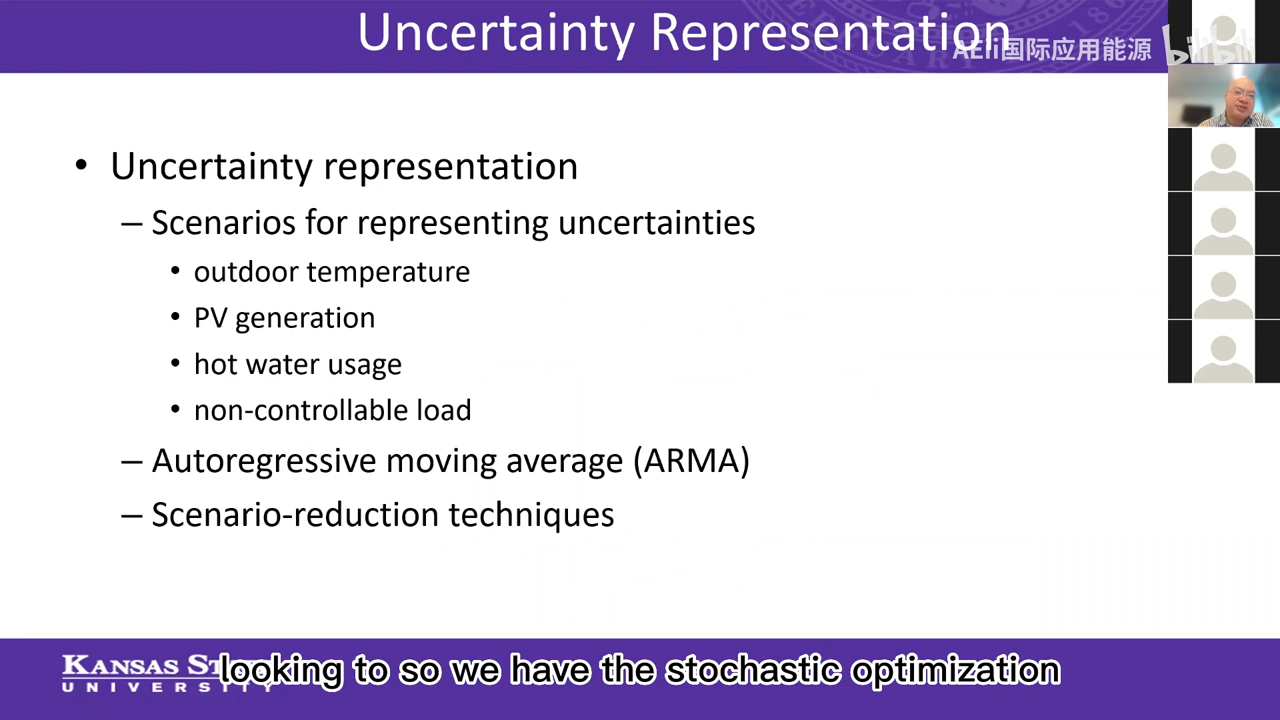 Uncertainty Representation
AEii国际应用能源
bilibili
• Uncertainty representation
– Scenarios for representing uncertainties
• outdoor temperature
• PV generation
• hot water usage
• non-controllable load
– Autoregressive moving average (ARMA)
– Scenario-reduction techniques
KANSAS ST
UNIVERSITY
looking to so we have the stochastic optimization